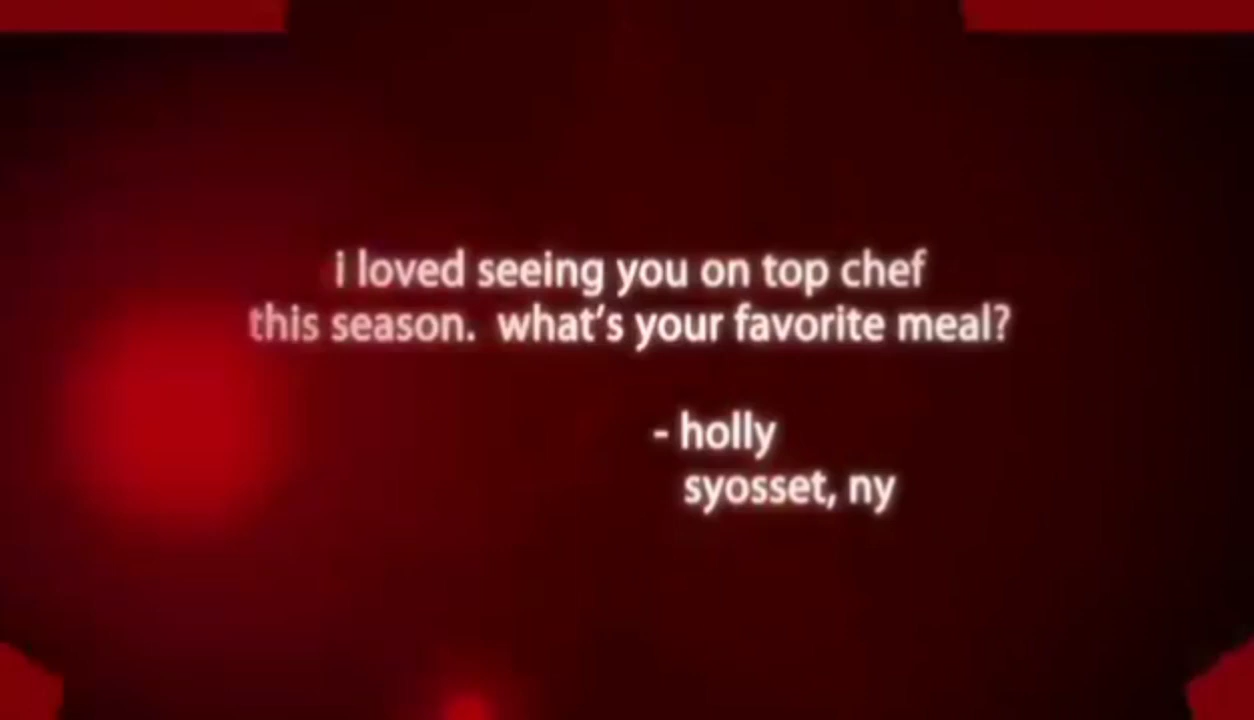 i loved seeing you on top chef
this season. what's your favorite meal?
- holly
syosset, ny